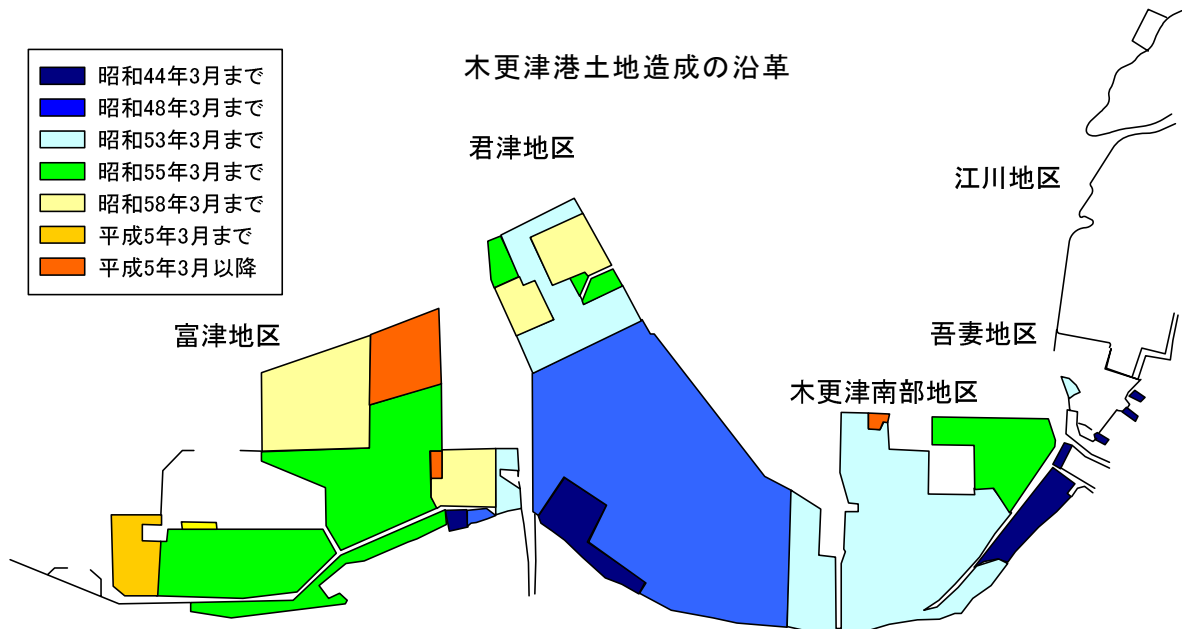 木更津港土地造成の沿革
昭和44年3月まで
昭和48年3月まで
昭和53年3月まで
昭和55年3月まで
昭和58年3月まで
平成5年3月まで
平成5年3月以降
君津地区
江川地区
富津地区
吾妻地区
木更津南部地区